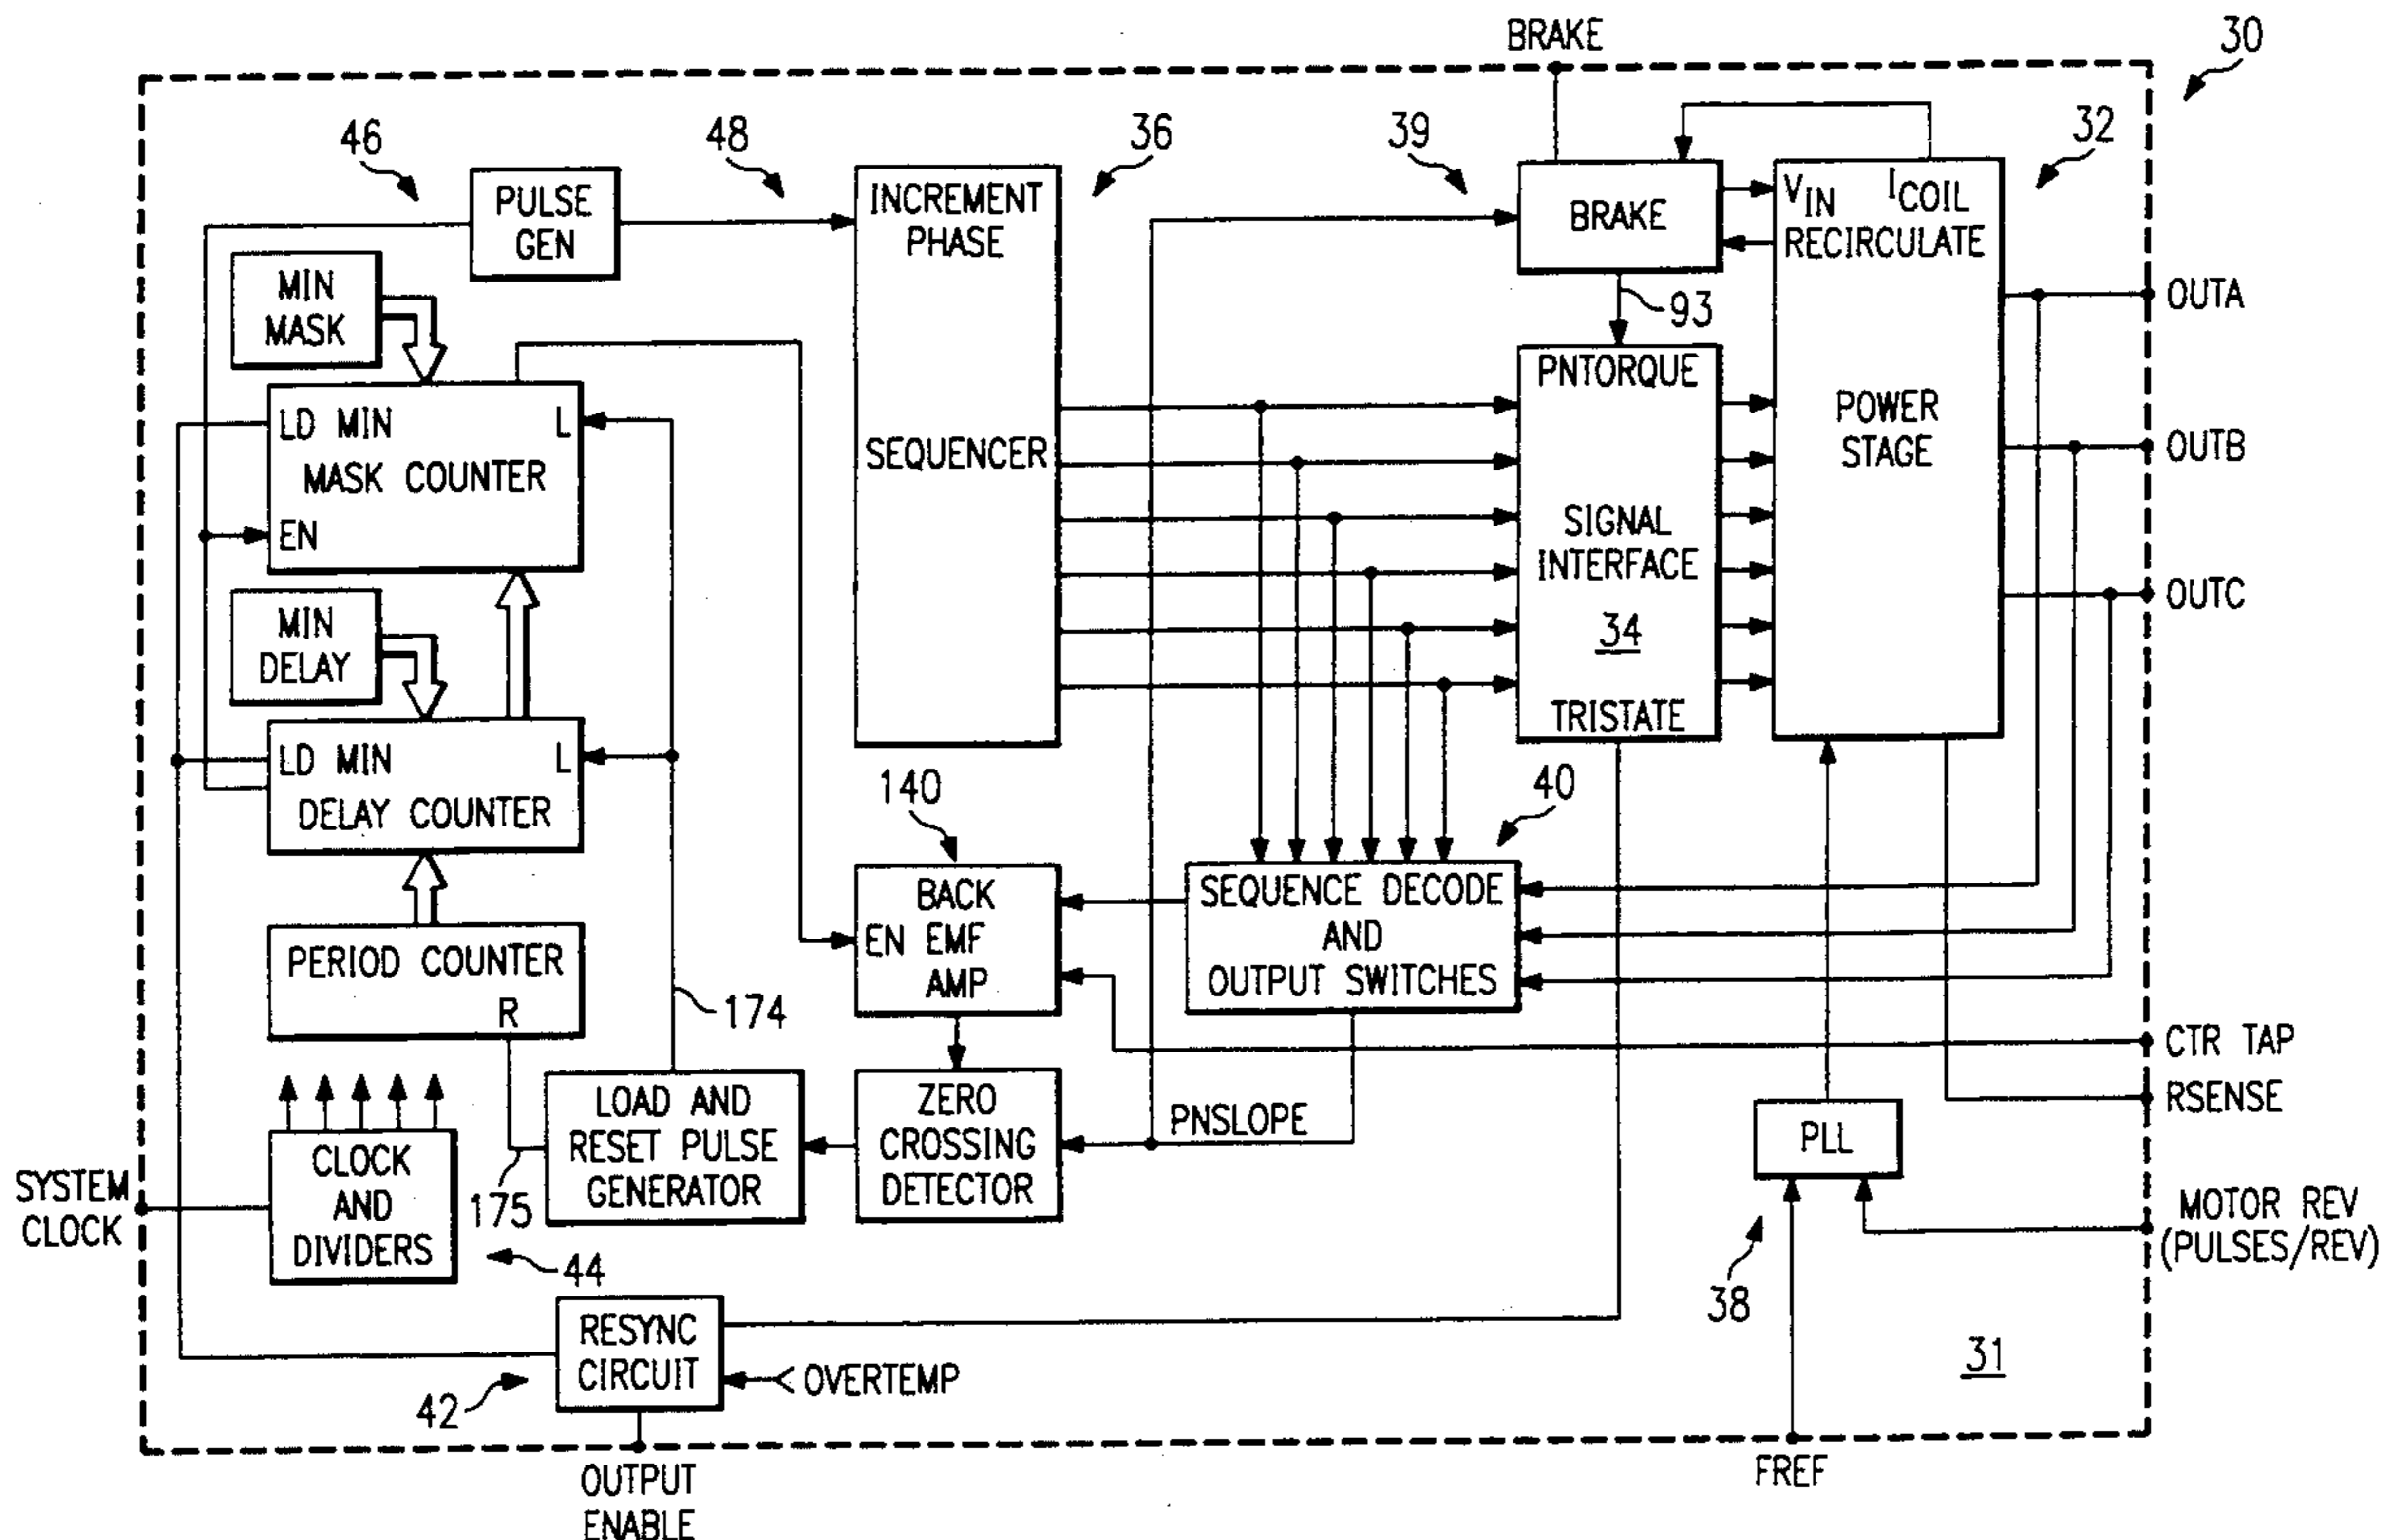 BRAKE
30
46
48
36
39
32
PULSE
GEN
INCREMENT
PHASE
SEQUENCER
BRAKE
VIN
ICOIL
RECIRCULATE
POWER
STAGE
OUTA
OUTB
OUTC
MIN
MASK
93
LD MIN
L
MASK COUNTER
EN
PNTORQUE
SIGNAL
INTERFACE
34
TRISTATE
MIN
DELAY
LD MIN
L
DELAY COUNTER
140
40
BACK
EN EMF
AMP
SEQUENCE DECODE
AND
OUTPUT SWITCHES
PERIOD COUNTER
R
174
CTR TAP
RSENSE
LOAD AND
RESET PULSE
GENERATOR
ZERO
CROSSING
DETECTOR
PNSLOPE
PLL
CLOCK
AND
DIVIDERS
SYSTEM
CLOCK
175
44
MOTOR REV
(PULSES/REV)
38
31
RESYNC
CIRCUIT
OVERTEMP
42
OUTPUT
ENABLE
FREF